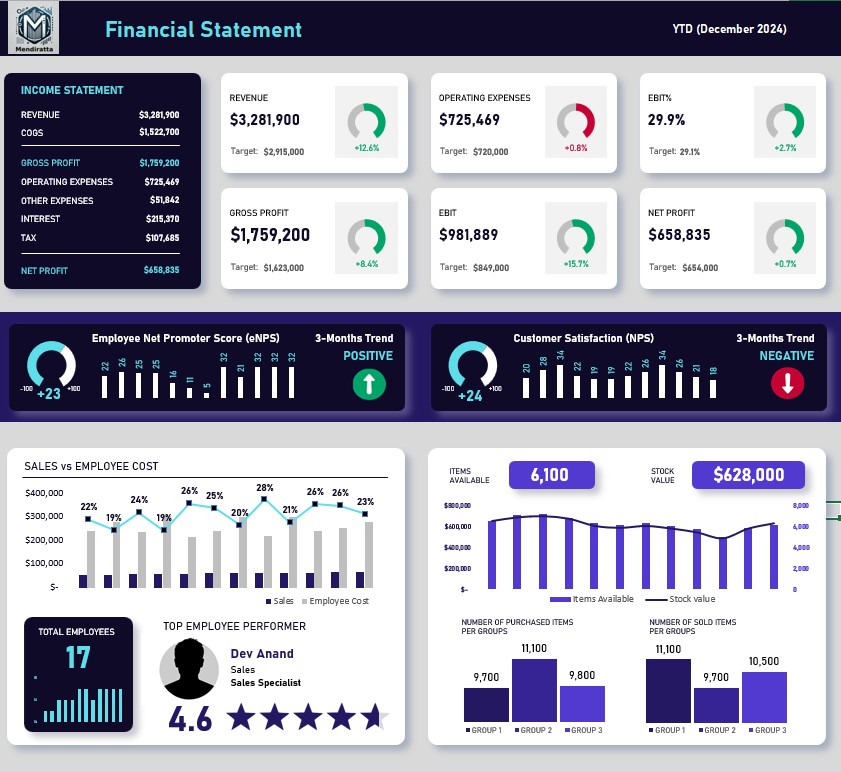 Mendiratta
Financial Statement
YTD (December 2024)
INCOME STATEMENT
REVENUE $3,281,900
COGS $1,522,700
GROSS PROFIT $1,759,200
OPERATING EXPENSES $725,469
OTHER EXPENSES $51,842
INTEREST $215,370
TAX $107,685
NET PROFIT $658,835
REVENUE
$3,281,900
Target: $2,915,000
+12.6%
OPERATING EXPENSES
$725,469
Target: $720,000
+0.8%
EBIT%
29.9%
Target: 29.1%
+2.7%
GROSS PROFIT
$1,759,200
Target: $1,623,000
+8.4%
EBIT
$981,889
Target: $849,000
+15.7%
NET PROFIT
$658,835
Target: $654,000
+0.7%
Employee Net Promoter Score (eNPS)
-100 +23 +100
22 26 25 25 16 11 5 32 21 32 32 32
3-Months Trend
POSITIVE
Customer Satisfaction (NPS)
-100 +24 +100
20 28 34 22 19 19 22 26 34 26 21 18
3-Months Trend
NEGATIVE
SALES vs EMPLOYEE COST
$400,000
$300,000
$200,000
$100,000
$-
22% 19% 24% 19% 26% 25% 20% 28% 21% 26% 26% 23%
Sales Employee Cost
TOTAL EMPLOYEES
17
TOP EMPLOYEE PERFORMER
Dev Anand
Sales
Sales Specialist
4.6
ITEMS
AVAILABLE
6,100
STOCK
VALUE
$628,000
$800,000
$600,000
$400,000
$200,000
$-
8,000
6,000
4,000
2,000
0
Items Available Stock value
NUMBER OF PURCHASED ITEMS
PER GROUPS
9,700 11,100 9,800
GROUP 1 GROUP 2 GROUP 3
NUMBER OF SOLD ITEMS
PER GROUPS
11,100 9,700 10,500
GROUP 1 GROUP 2 GROUP 3